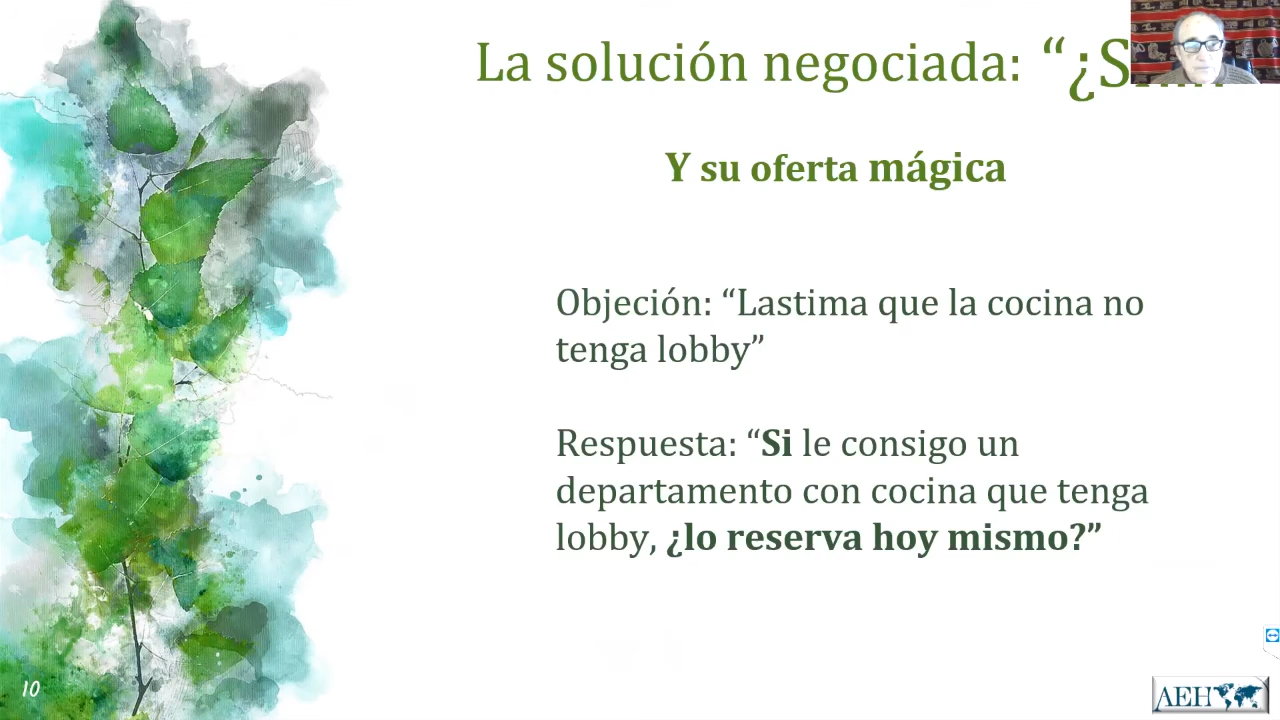 La solución negociada: “¿S
Y su oferta mágica
Objeción: “Lastima que la cocina no
tenga lobby”
Respuesta: “Si le consigo un
departamento con cocina que tenga
lobby, ¿lo reserva hoy mismo?”
10
AEH